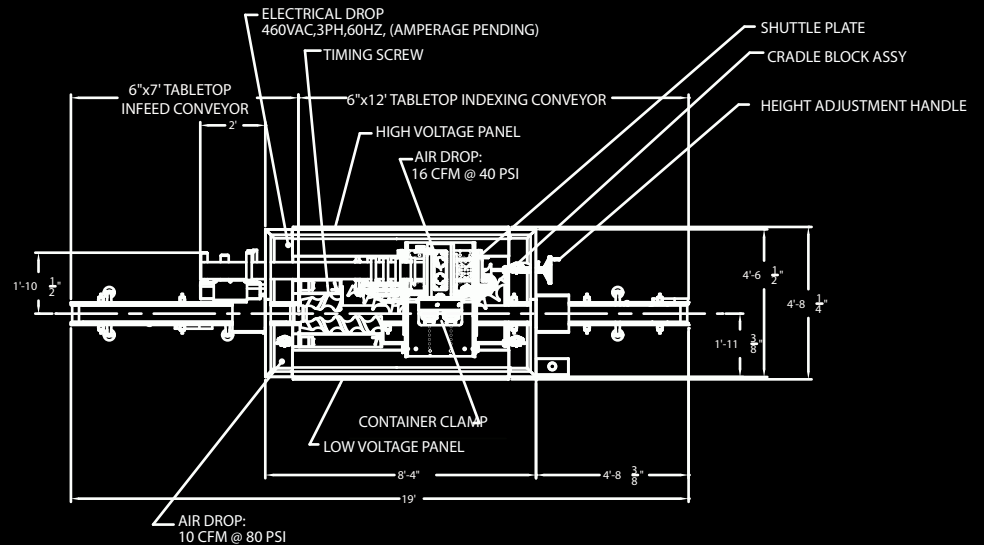 ELECTRICAL DROP
460VAC,3PH,60HZ, (AMPERAGE PENDING)
TIMING SCREW
SHUTTLE PLATE
CRADLE BLOCK ASSY
6"x7' TABLETOP
INFEED CONVEYOR
6"x12' TABLETOP INDEXING CONVEYOR
HEIGHT ADJUSTMENT HANDLE
2'
HIGH VOLTAGE PANEL
AIR DROP:
16 CFM @ 40 PSI
1'-10 1/2"
4'-6 1/2"
4'-8 1/4"
1'-11 3/8"
CONTAINER CLAMP
LOW VOLTAGE PANEL
8'-4"
4'-8 3/8"
19'
AIR DROP:
10 CFM @ 80 PSI